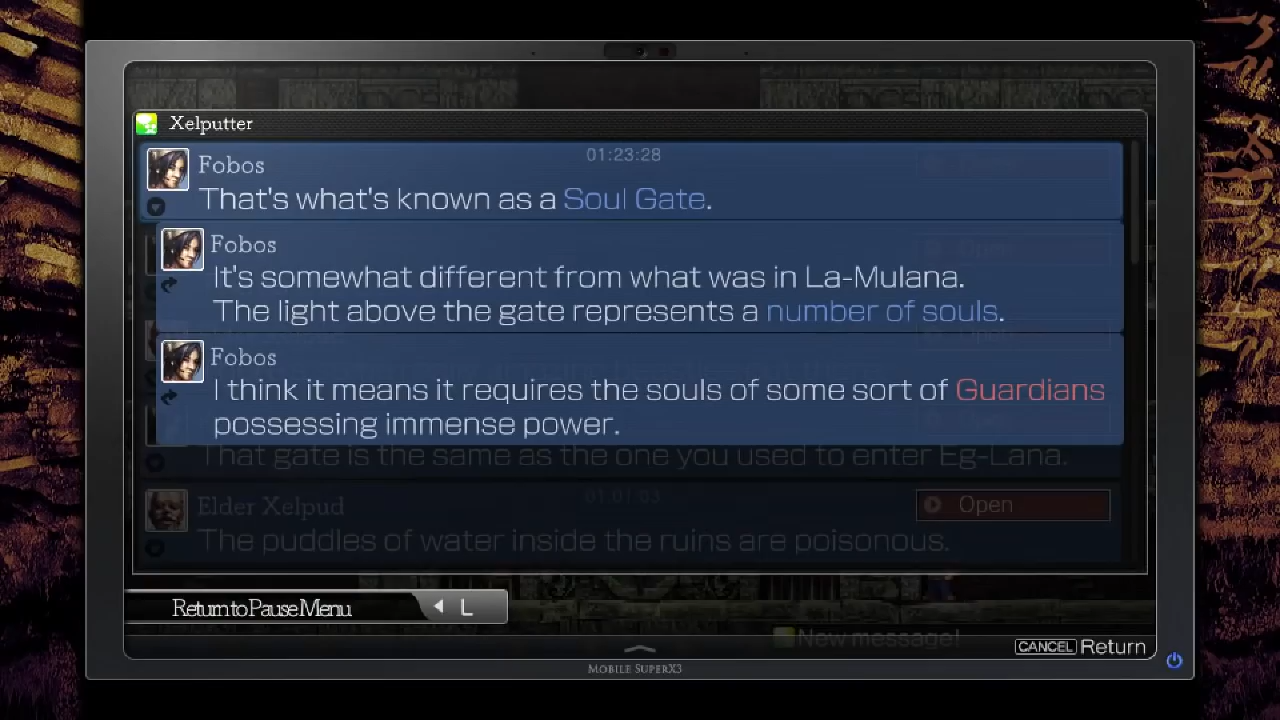 Xelputter
Fobos
01:23:28
That's what's known as a Soul Gate.
Fobos
It's somewhat different from what was in La-Mulana.
The light above the gate represents a number of souls.
Fobos
I think it means it requires the souls of some sort of Guardians
possessing immense power.
That gate is the same as the one you used to enter Eg-Lana.
Elder Xelpud
01:01:03
Open
The puddles of water inside the ruins are poisonous.
Return to Pause Menu
L
New message!
CANCEL Return
MOBILE SUPERX3